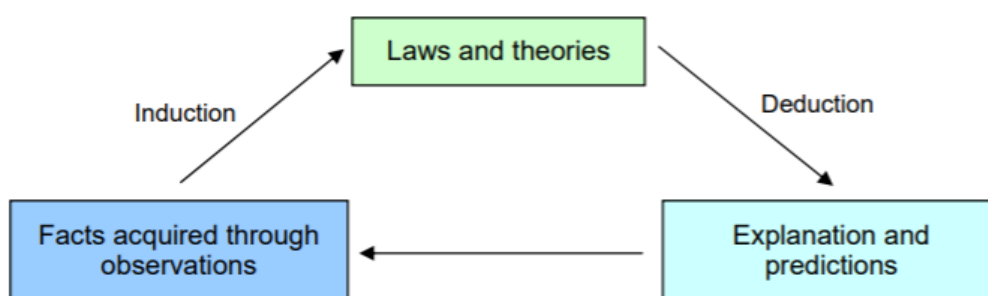 Laws and theories
Induction
Deduction
Facts acquired through
observations
Explanation and
predictions